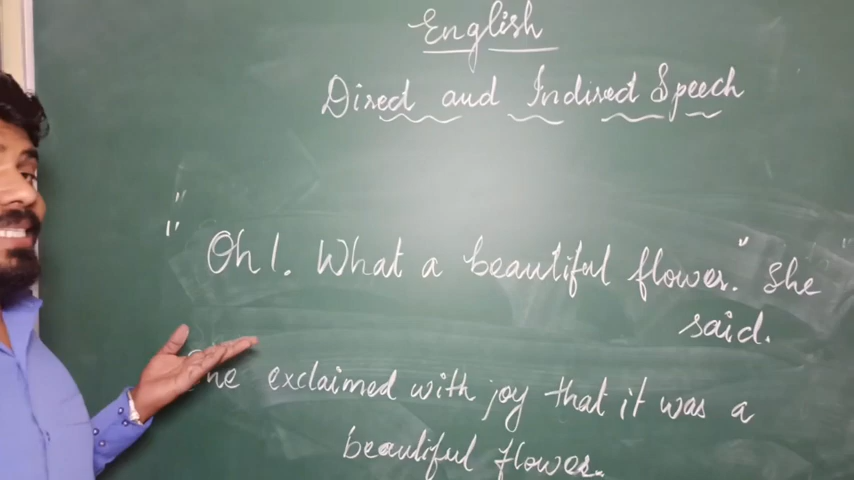 English
Direct and Indirect Speech
" Oh!. What a beautiful flower." She
said.
She exclaimed with joy that it was a
beautiful flower.